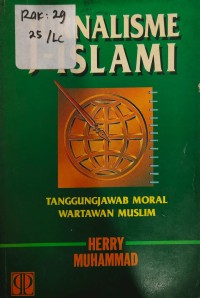 RAK: 29
25/LC
NALISME
ISLAMI
TANGGUNGJAWAB MORAL
WARTAWAN MUSLIM
HERRY
MUHAMMAD